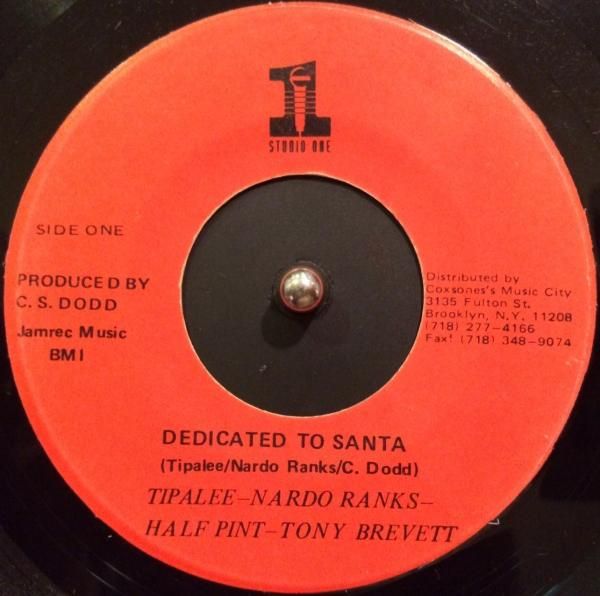 1
STUDIO ONE
SIDE ONE
PRODUCED BY
C. S. DODD
Jamrec Music
BMI
Distributed by
Coxsones's Music City
3135 Fulton St.
Brooklyn, N.Y. 11208
(718) 277-4166
Fax! (718) 348-9074
DEDICATED TO SANTA
(Tipalee/Nardo Ranks/C. Dodd)
TIPALEE-NARDO RANKS-
HALF PINT-TONY BREVETT